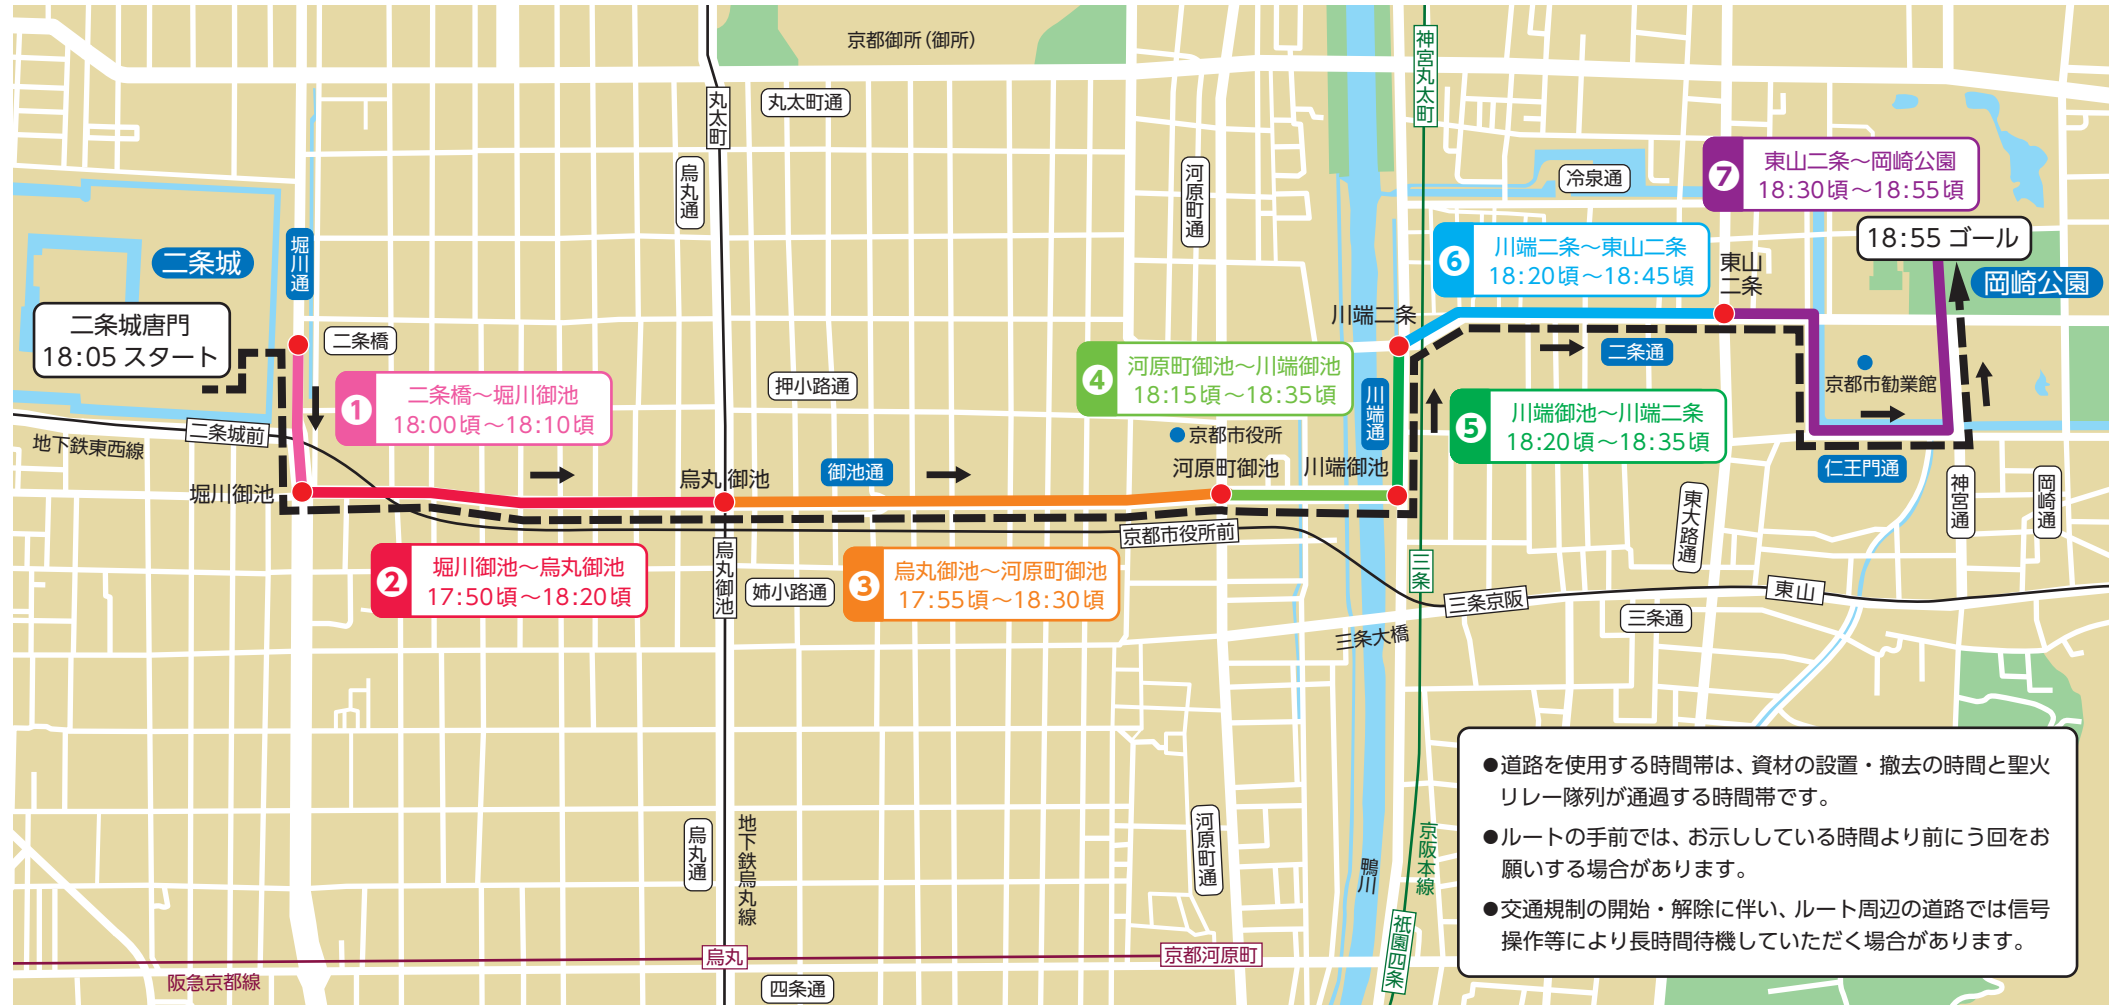 京都御所（御所）
丸太町
丸太町通
神宮丸太町
烏丸通
河原町通
冷泉通
❼ 東山二条～岡崎公園
18:30頃～18:55頃
18:55 ゴール
岡崎公園
東山
二条
❻ 川端二条～東山二条
18:20頃～18:45頃
堀川通
二条城
二条城唐門
18:05 スタート
二条橋
❶ 二条橋～堀川御池
18:00頃～18:10頃
押小路通
❹ 河原町御池～川端御池
18:15頃～18:35頃
川端二条
川端通
二条通
京都市勧業館
❺ 川端御池～川端二条
18:20頃～18:35頃
地下鉄東西線
二条城前
堀川御池
烏丸御池
御池通
京都市役所
河原町御池
川端御池
仁王門通
神宮通
岡崎通
東大路通
京都市役所前
❷ 堀川御池～烏丸御池
17:50頃～18:20頃
烏丸御池
姉小路通
❸ 烏丸御池～河原町御池
17:55頃～18:30頃
三条
三条京阪
東山
三条通
三条大橋
●道路を使用する時間帯は、資材の設置・撤去の時間と聖火
リレー隊列が通過する時間帯です。
●ルートの手前では、お示ししている時間より前にう回をお
願いする場合があります。
●交通規制の開始・解除に伴い、ルート周辺の道路では信号
操作等により長時間待機していただく場合があります。
烏丸通
地下鉄烏丸線
河原町通
鴨川
京阪本線
祇園四条
阪急京都線
烏丸
京都河原町
四条通